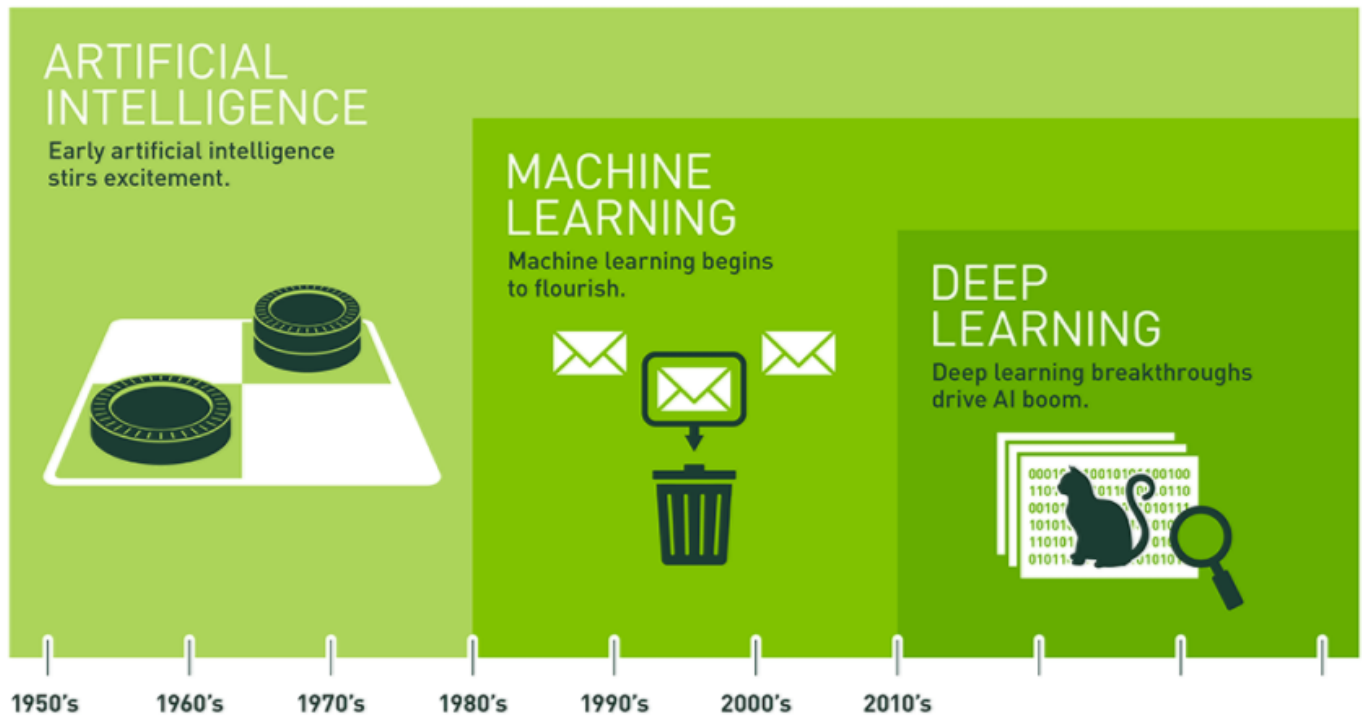 ARTIFICIAL
INTELLIGENCE
Early artificial intelligence
stirs excitement.
MACHINE
LEARNING
Machine learning begins
to flourish.
DEEP
LEARNING
Deep learning breakthroughs
drive AI boom.
1950's 1960's 1970's 1980's 1990's 2000's 2010's